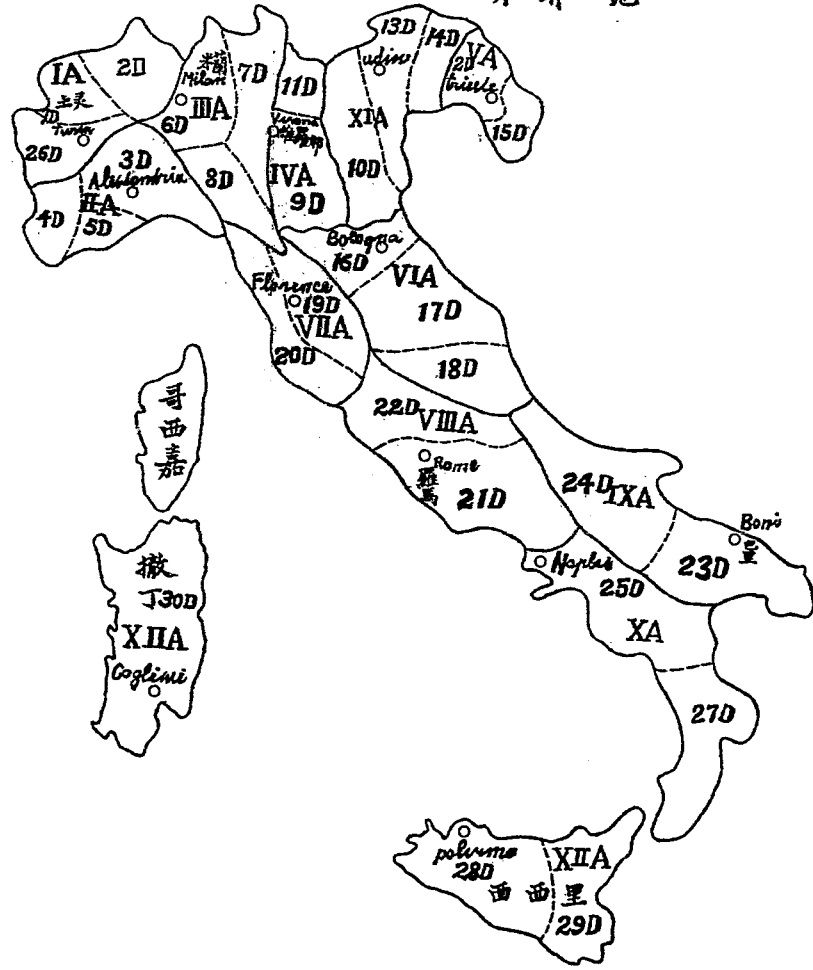 13D
14D
VA
2D
udine
trieste
15D
IA
2D
米蘭
Milan
7D
11D
IIIA
6D
XIA
10D
Turin
26D
3D
Alessandria
IIA
4D
5D
8D
IVA
9D
Bologna
16D
VIA
17D
Florence
19D
VIIA
20D
18D
22D
VIIIA
Rome
羅馬
21D
24D
IXA
Bari
23D
Naples
25D
XA
27D
哥西嘉
撒丁30D
XIIA
Cagliari
palermo
28D
XIIA
西西里
29D